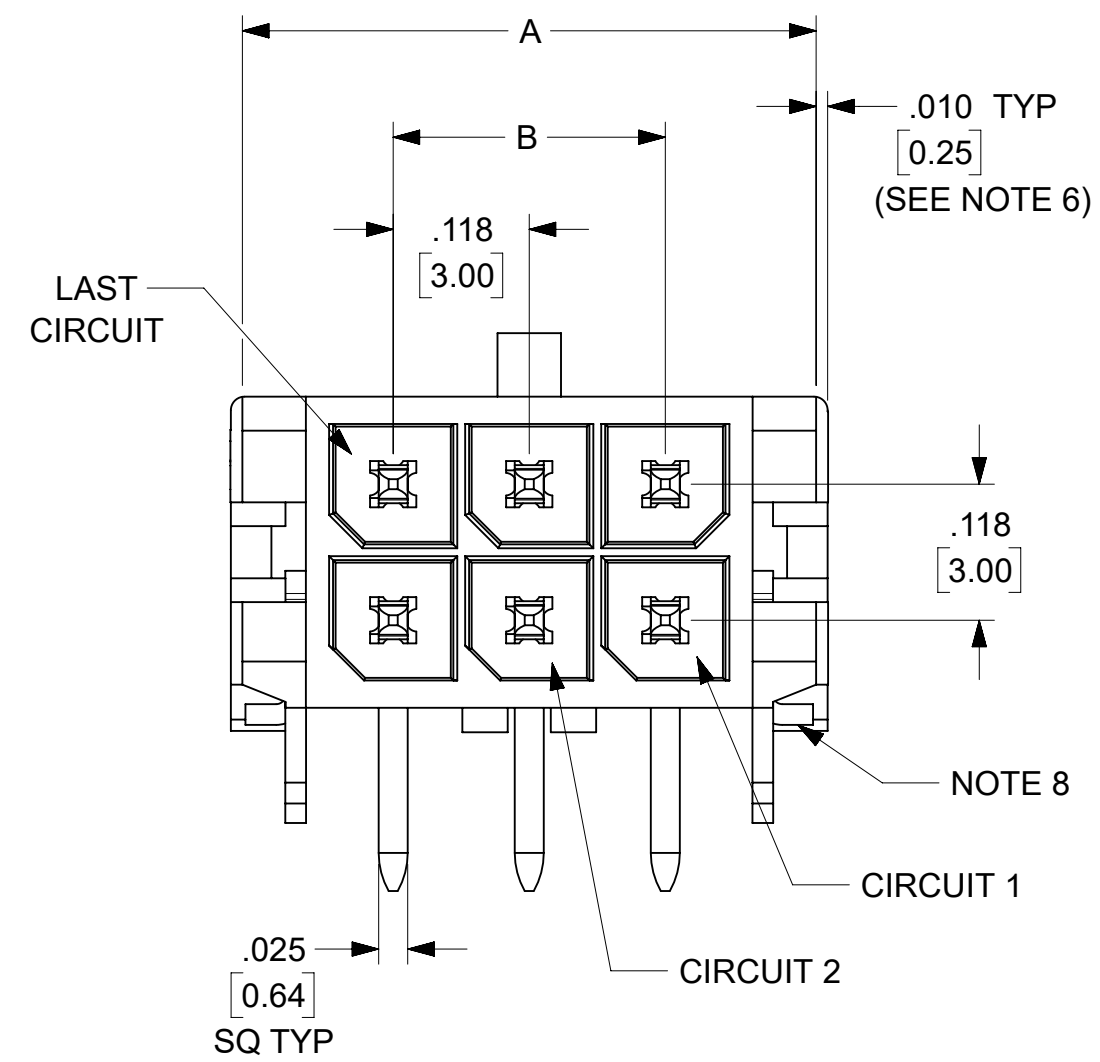 A
.010 TYP
[0.25]
(SEE NOTE 6)
B
.118
[3.00]
LAST
CIRCUIT
.118
[3.00]
NOTE 8
CIRCUIT 1
CIRCUIT 2
.025
[0.64]
SQ TYP